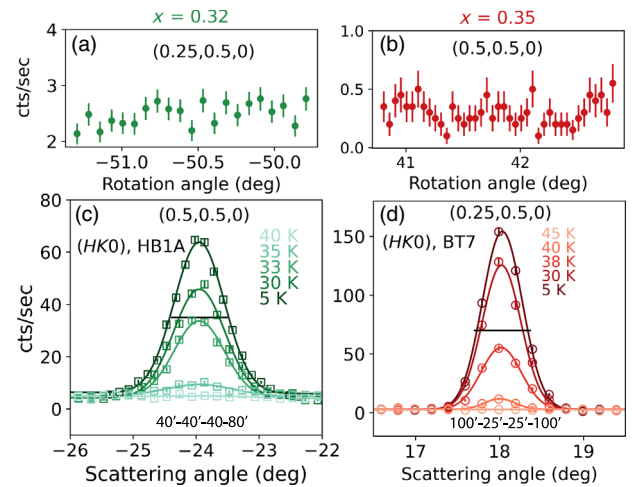 x = 0.32
x = 0.35
(a)
(0.25,0.5,0)
4
3
2
cts/sec
−51.0
−50.5
−50.0
Rotation angle (deg)
(b)
(0.5,0.5,0)
1.0
0.5
0.0
41
42
Rotation angle (deg)
(c)
(0.5,0.5,0)
(HK0), HB1A
40 K
35 K
33 K
30 K
5 K
80
60
40
20
0
cts/sec
40′-40′-40-80′
−26
−25
−24
−23
−22
Scattering angle (deg)
(d)
(0.25,0.5,0)
(HK0), BT7
45 K
40 K
38 K
30 K
5 K
150
100
50
0
100′-25′-25′-100′
17
18
19
Scattering angle (deg)